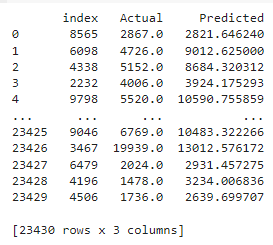 index Actual Predicted
0 8565 2867.0 2821.646240
1 6098 4726.0 9012.625000
2 4338 5152.0 8684.320312
3 2232 4006.0 3924.175293
4 9798 5520.0 10590.755859
... ... ... ...
23425 9046 6769.0 10483.322266
23426 3467 19939.0 13012.576172
23427 6479 2024.0 2931.457275
23428 4196 1478.0 3234.006836
23429 4506 1736.0 2639.699707
[23430 rows x 3 columns]